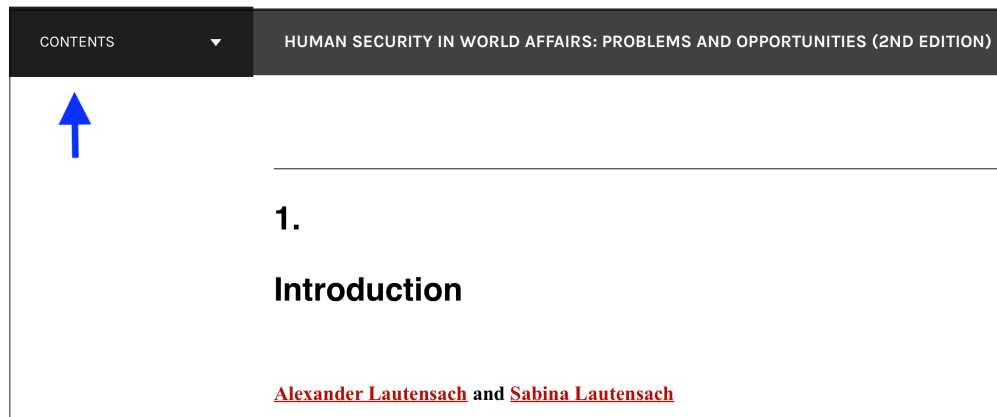 CONTENTS
HUMAN SECURITY IN WORLD AFFAIRS: PROBLEMS AND OPPORTUNITIES (2ND EDITION)
1.
Introduction
Alexander Lautensach and Sabina Lautensach